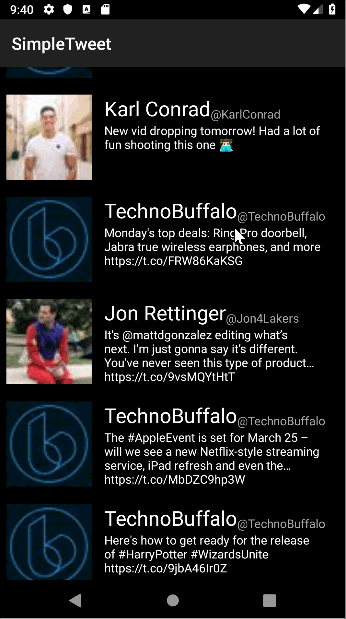 9:40
SimpleTweet
Karl Conrad@KarlConrad
New vid dropping tomorrow! Had a lot of
fun shooting this one 👨🏻‍💻
TechnoBuffalo@TechnoBuffalo
Monday's top deals: Ring Pro doorbell,
Jabra true wireless earphones, and more
https://t.co/FRW86KaKSG
Jon Rettinger@Jon4Lakers
It's @mattdgonzalez editing what's
next. I'm just gonna say it's different.
You've never seen this type of product…
https://t.co/9vsMQYtHtT
TechnoBuffalo@TechnoBuffalo
The #AppleEvent is set for March 25 –
will we see a new Netflix-style streaming
service, iPad refresh and even the…
https://t.co/MbDZC9hp3W
TechnoBuffalo@TechnoBuffalo
Here's how to get ready for the release
of #HarryPotter #WizardsUnite
https://t.co/9jbA46Ir0Z